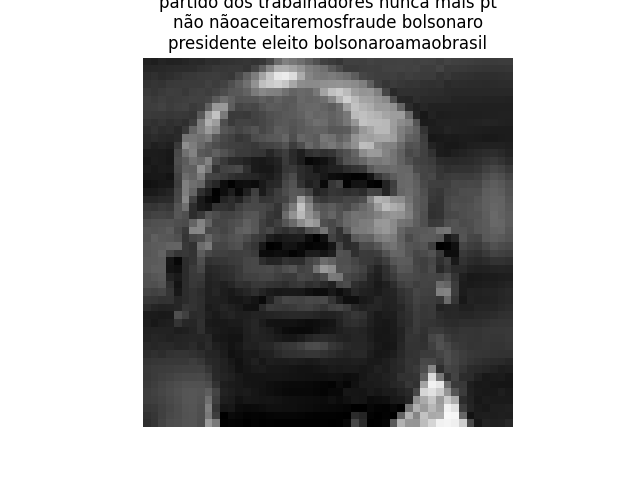 partido dos trabalhadores nunca mais pt
não nãoaceitaremosfraude bolsonaro
presidente eleito bolsonaroamaobrasil